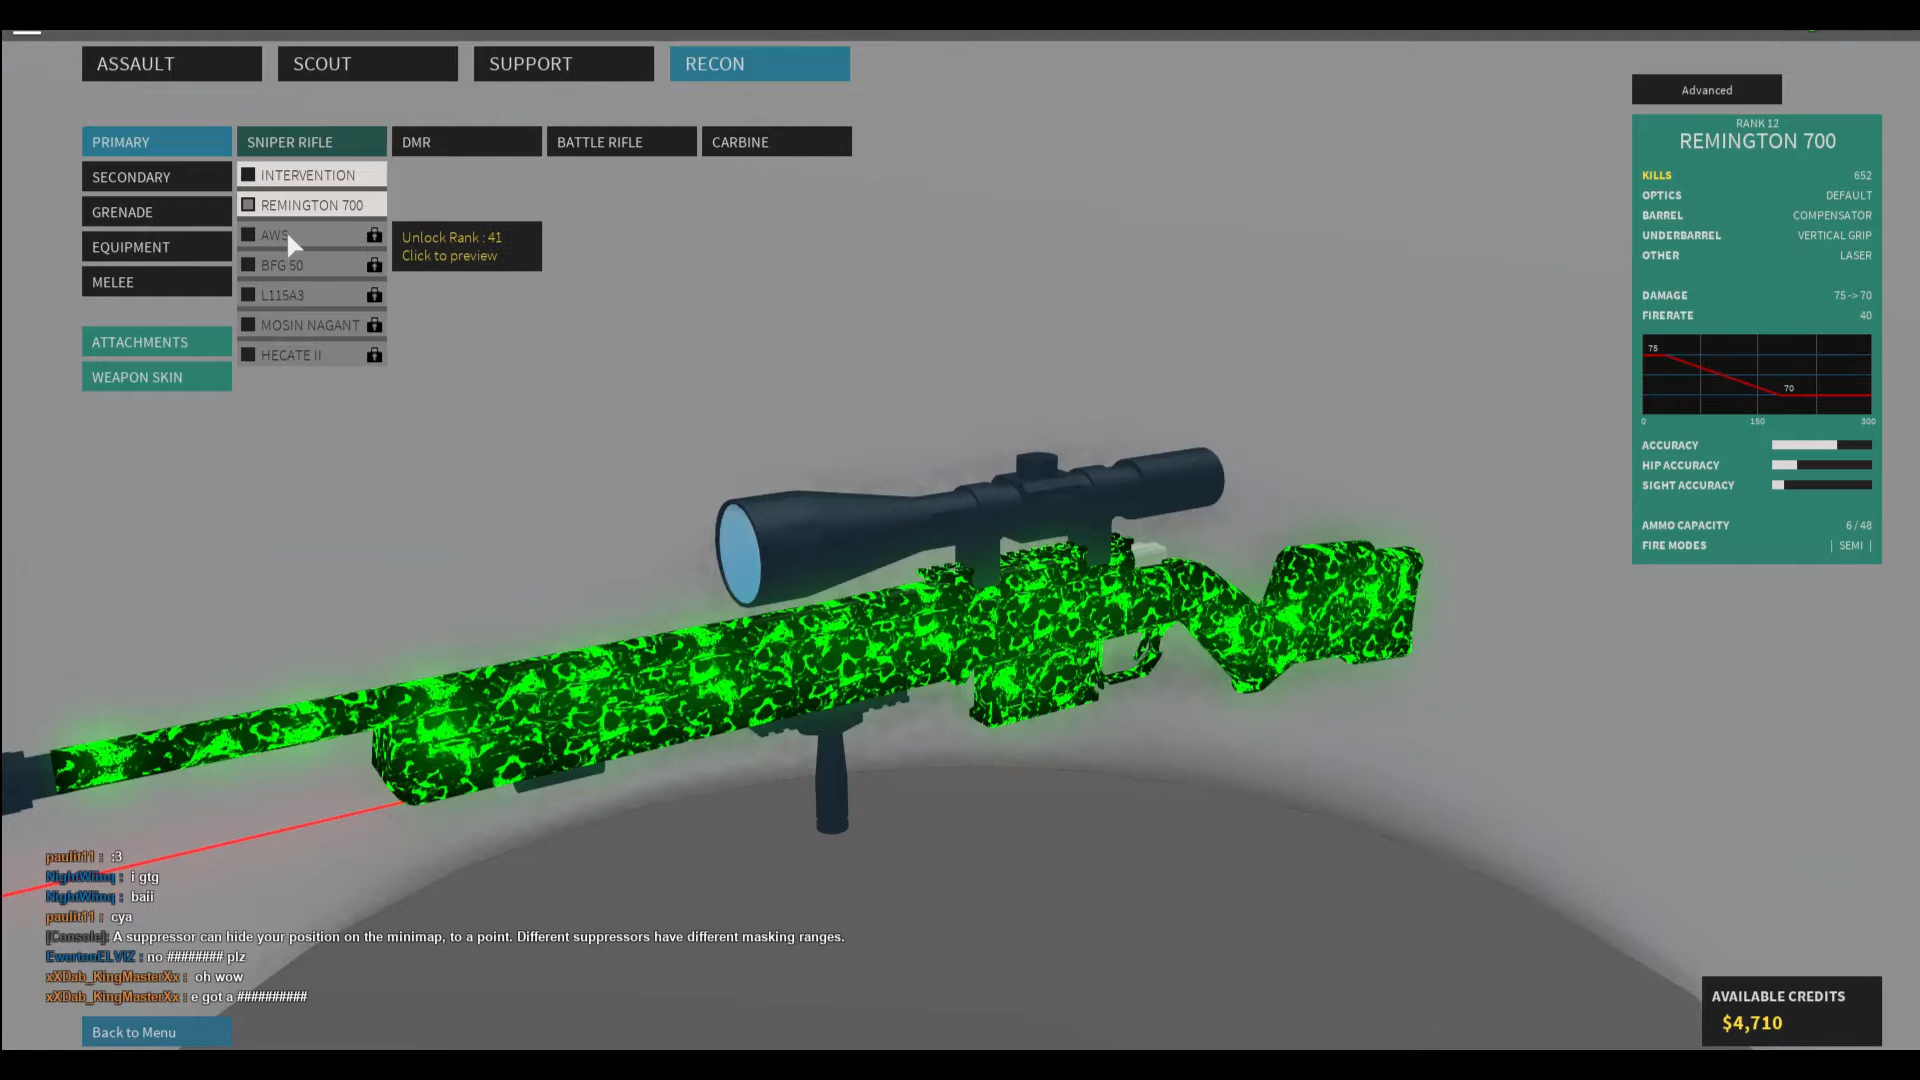 ASSAULT
SCOUT
SUPPORT
RECON
PRIMARY
SNIPER RIFLE
DMR
BATTLE RIFLE
CARBINE
SECONDARY
GRENADE
EQUIPMENT
MELEE
ATTACHMENTS
WEAPON SKIN
INTERVENTION
REMINGTON 700
AWS
BFG 50
L115A3
MOSIN NAGANT
HECATE II
Unlock Rank : 41
Click to preview
Advanced
RANK 12
REMINGTON 700
KILLS 652
OPTICS DEFAULT
BARREL COMPENSATOR
UNDERBARREL VERTICAL GRIP
OTHER LASER
DAMAGE 75 -> 70
FIRERATE 40
75
70
0 150 300
ACCURACY
HIP ACCURACY
SIGHT ACCURACY
AMMO CAPACITY 6 / 48
FIRE MODES | SEMI |
paulit11 : :3
NightWiinq : i gtg
NightWiinq : baii
paulit11 : cya
[Console]: A suppressor can hide your position on the minimap, to a point. Different suppressors have different masking ranges.
EwertonELVIZ : no ######## plz
xXDab_KingMasterXx : oh wow
xXDab_KingMasterXx : e got a ##########
Back to Menu
AVAILABLE CREDITS
$4,710